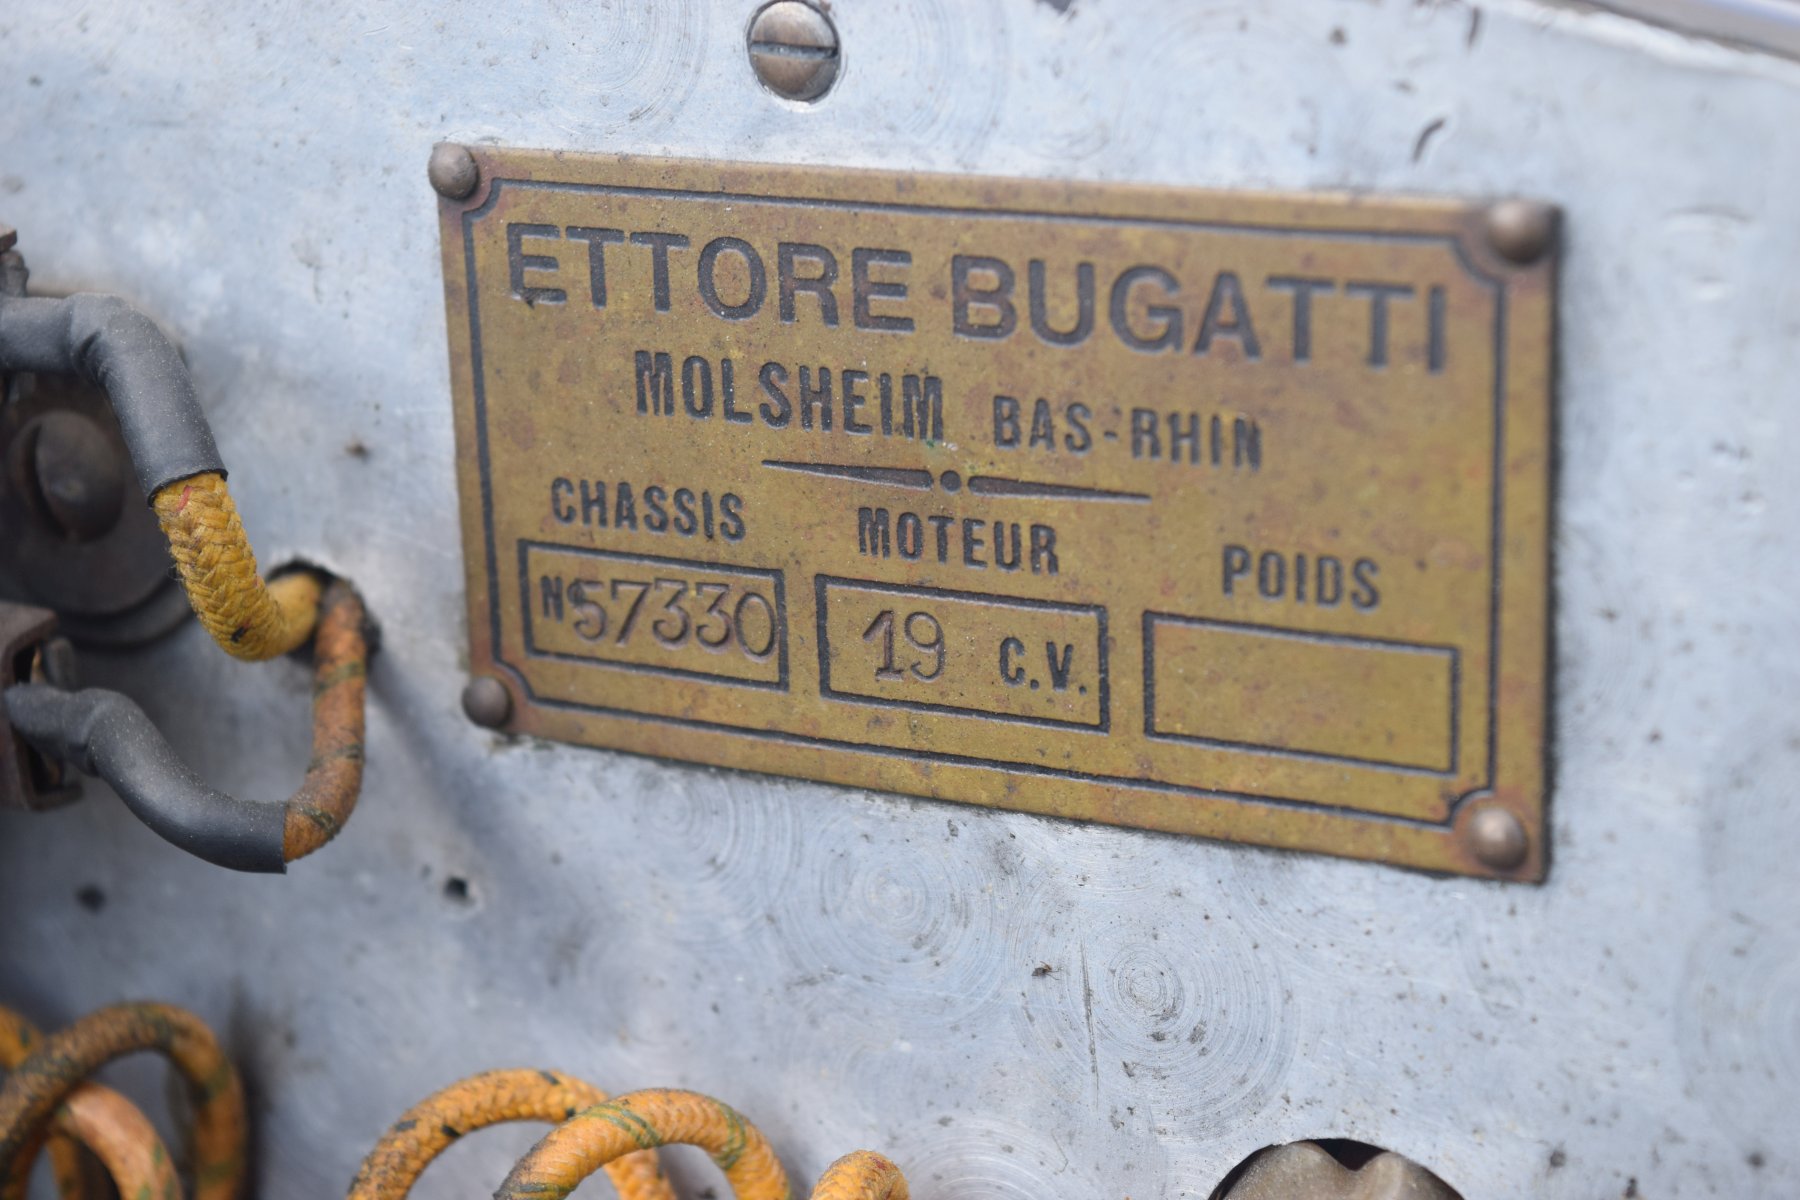 ETTORE BUGATTI
MOLSHEIM BAS-RHIN
CHASSIS MOTEUR POIDS
Nº57330 19 C.V.